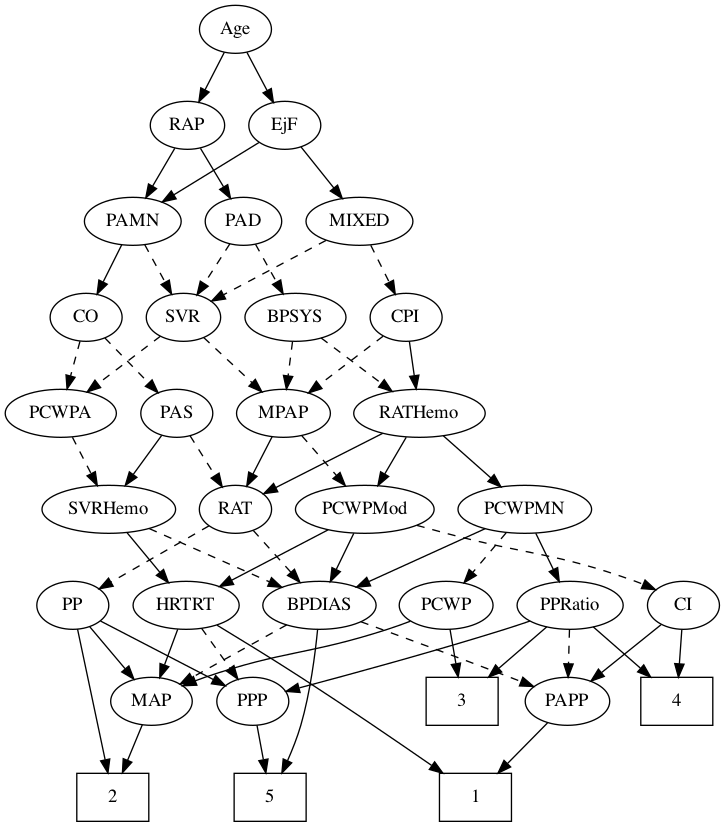 Age
RAP EjF
PAMN PAD MIXED
CO SVR BPSYS CPI
PCWPA PAS MPAP RATHemo
SVRHemo RAT PCWPMod PCWPMN
PP HRTRT BPDIAS PCWP PPRatio CI
MAP PPP 3 PAPP 4
2 5 1